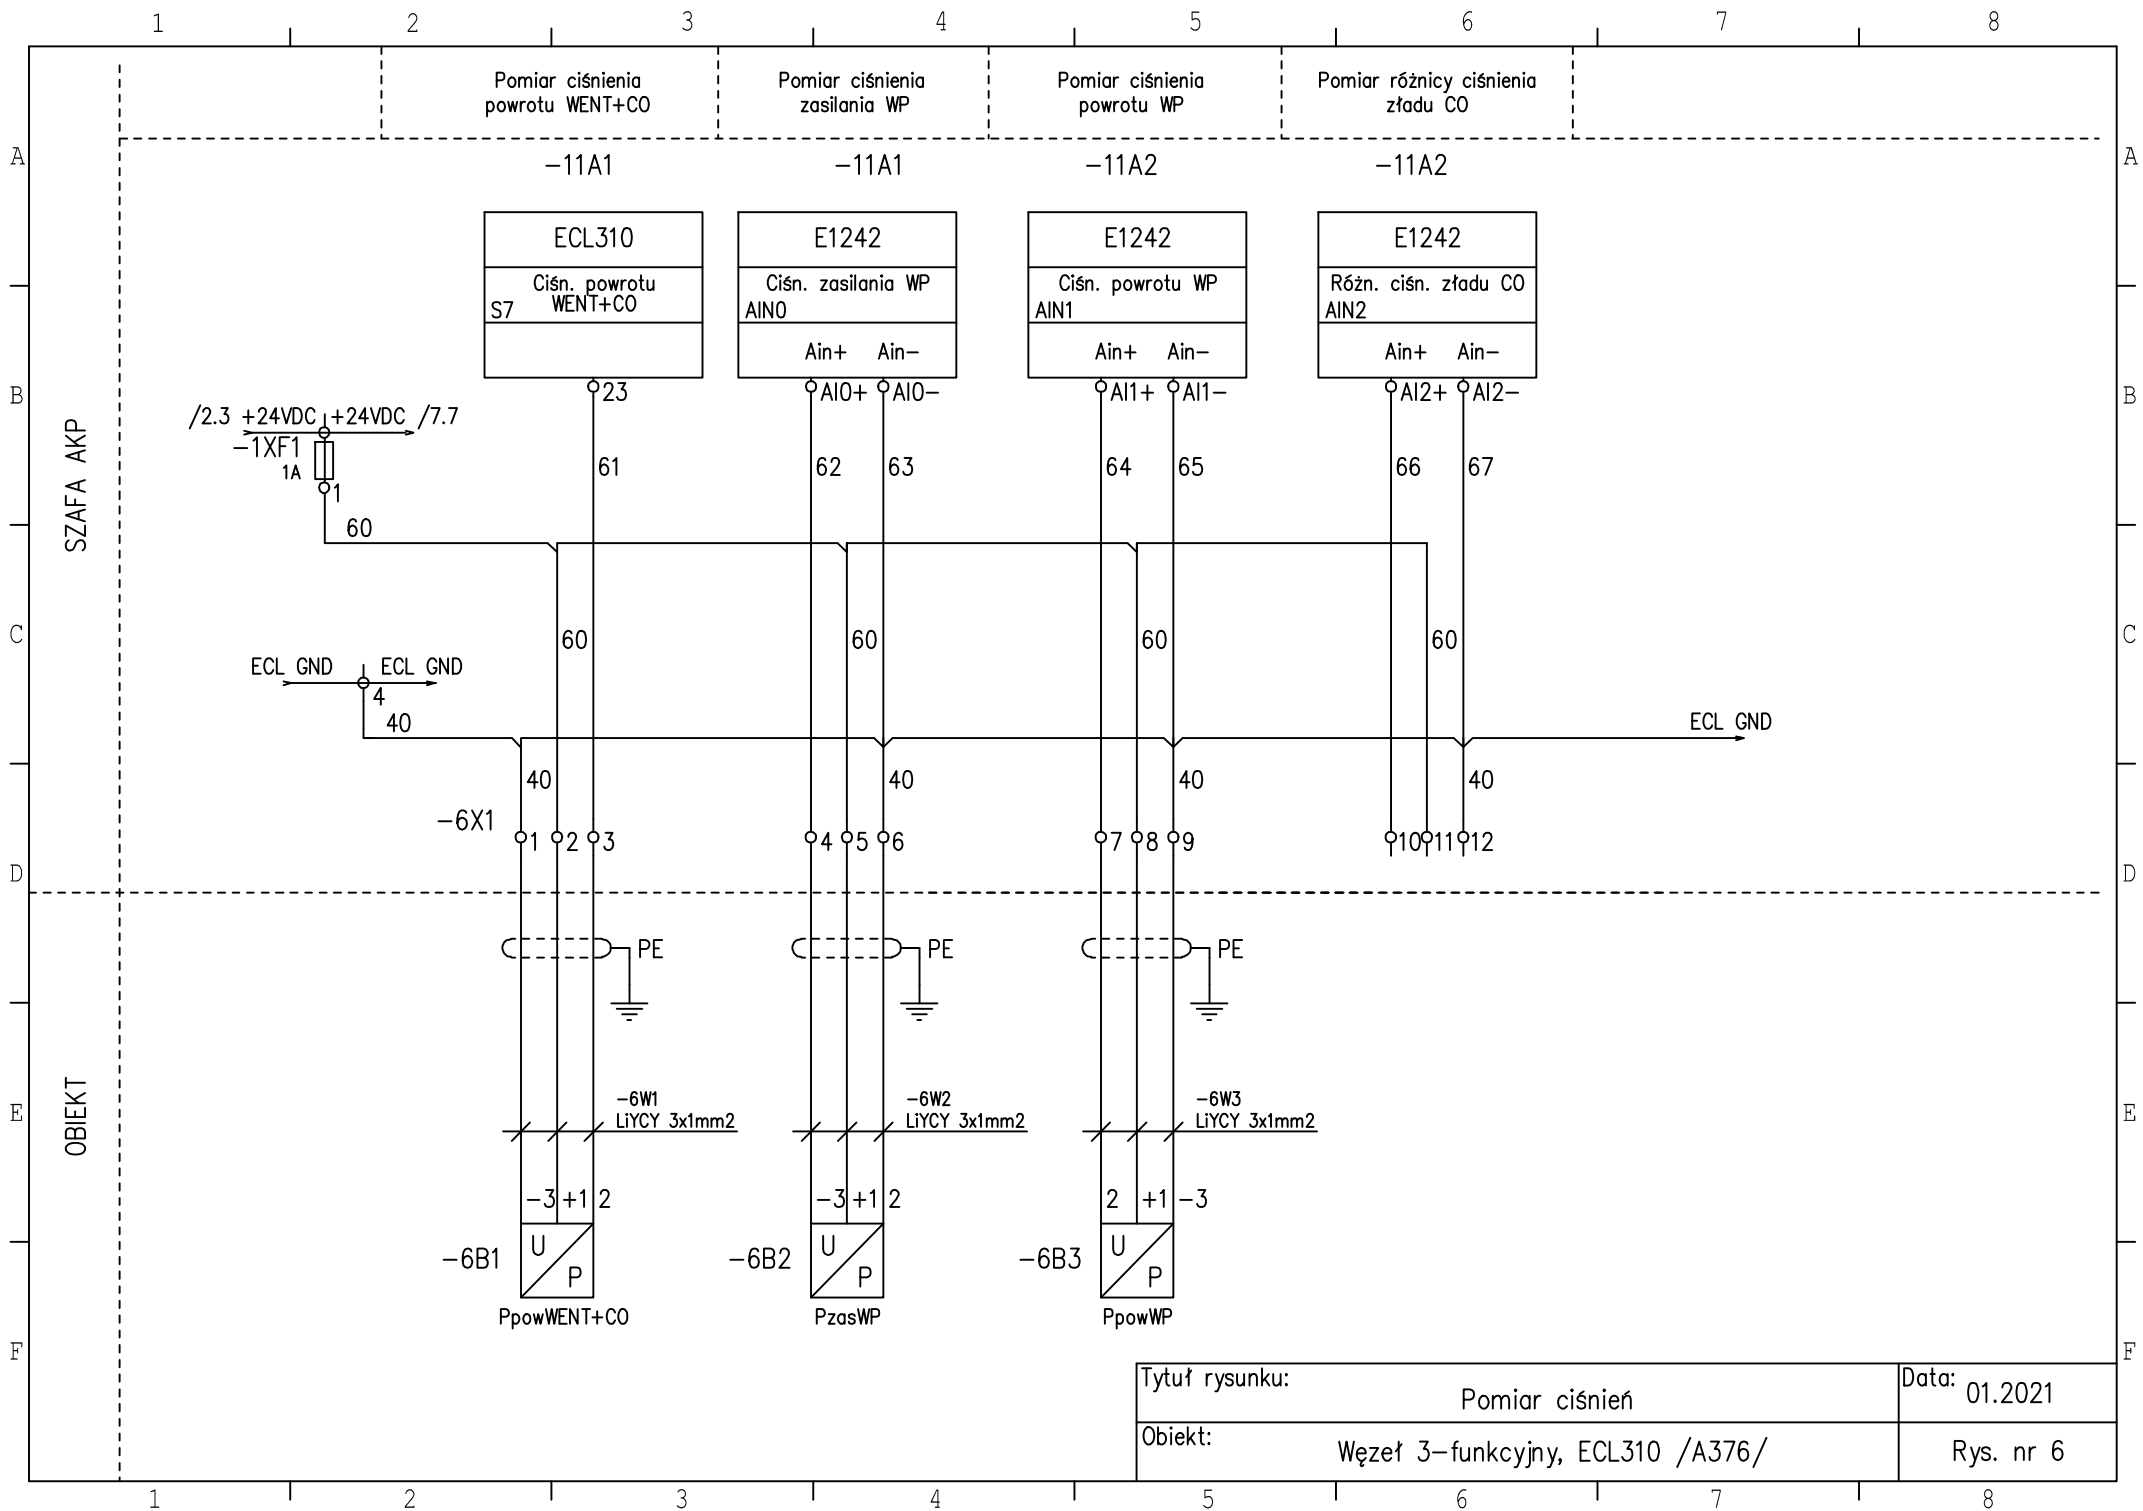 1 2 3 4 5 6 7 8
Pomiar ciśnienia
powrotu WENT+CO
Pomiar ciśnienia
zasilania WP
Pomiar ciśnienia
powrotu WP
Pomiar różnicy ciśnienia
zładu CO
A A
-11A1 -11A1 -11A2 -11A2
ECL310 E1242 E1242 E1242
Ciśn. powrotu
WENT+CO
S7
Ciśn. zasilania WP
AIN0
Ciśn. powrotu WP
AIN1
Różn. ciśn. zładu CO
AIN2
Ain+ Ain- Ain+ Ain- Ain+ Ain-
B 23 AI0+ AI0- AI1+ AI1- AI2+ AI2- B
/2.3 +24VDC +24VDC /7.7
-1XF1
1A
1
61 62 63 64 65 66 67
SZAFA AKP
60
C 60 60 60 60 C
ECL GND ECL GND
4
40
ECL GND
40 40 40 40
-6X1 1 2 3 4 5 6 7 8 9 10 11 12
D D
PE PE PE
OBIEKT
E E
-6W1
LiYCY 3x1mm2
-6W2
LiYCY 3x1mm2
-6W3
LiYCY 3x1mm2
-3 +1 2 -3 +1 2 2 +1 -3
-6B1 U P -6B2 U P -6B3 U P
PpowWENT+CO PzasWP PpowWP
F F
Tytuł rysunku:
Pomiar ciśnień
Data: 01.2021
Obiekt:
Węzeł 3-funkcyjny, ECL310 /A376/
Rys. nr 6
1 2 3 4 5 6 7 8